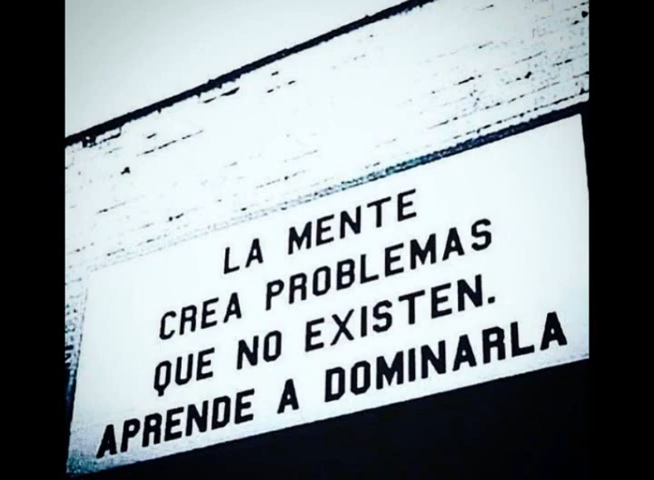 LA MENTE
CREA PROBLEMAS
QUE NO EXISTEN.
APRENDE A DOMINARLA